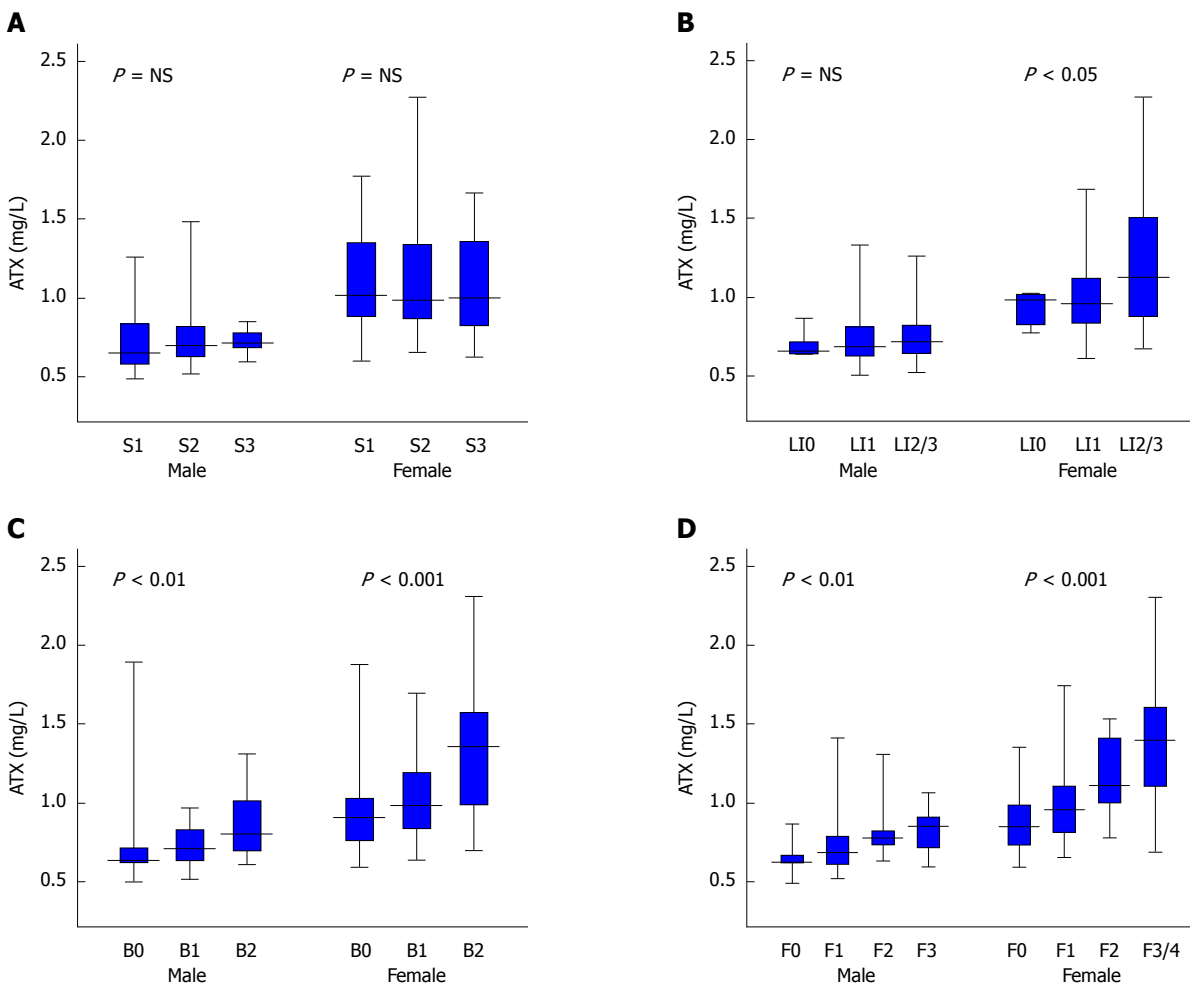 A
2.5
2.0
1.5
1.0
0.5
ATX (mg/L)
P = NS
P = NS
S1 S2 S3 S1 S2 S3
Male Female
B
2.5
2.0
1.5
1.0
0.5
ATX (mg/L)
P = NS
P < 0.05
LI0 LI1 LI2/3 LI0 LI1 LI2/3
Male Female
C
2.5
2.0
1.5
1.0
0.5
ATX (mg/L)
P < 0.01
P < 0.001
B0 B1 B2 B0 B1 B2
Male Female
D
2.5
2.0
1.5
1.0
0.5
ATX (mg/L)
P < 0.01
P < 0.001
F0 F1 F2 F3 F0 F1 F2 F3/4
Male Female